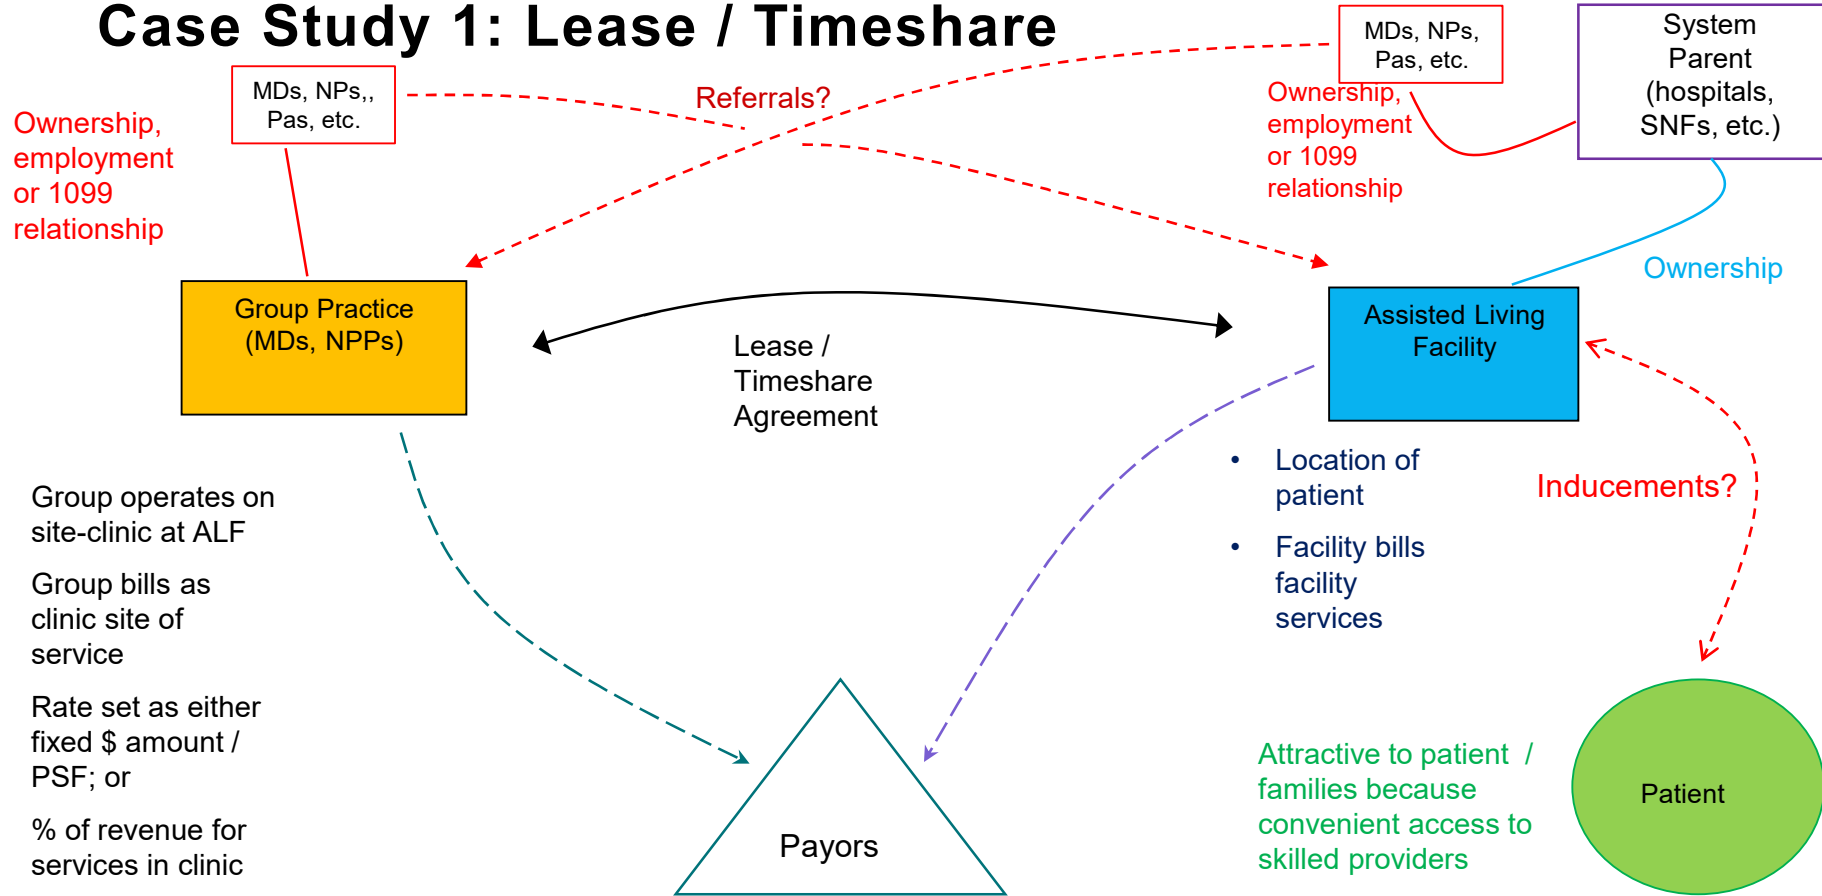 Case Study 1: Lease / Timeshare
MDs, NPs,,
Pas, etc.
Ownership,
employment
or 1099
relationship
Referrals?
MDs, NPs,
Pas, etc.
Ownership,
employment
or 1099
relationship
System
Parent
(hospitals,
SNFs, etc.)
Ownership
Group Practice
(MDs, NPPs)
Lease /
Timeshare
Agreement
Assisted Living
Facility
Group operates on
site-clinic at ALF
Group bills as
clinic site of
service
Rate set as either
fixed $ amount /
PSF; or
% of revenue for
services in clinic
• Location of
patient
• Facility bills
facility
services
Inducements?
Payors
Attractive to patient /
families because
convenient access to
skilled providers
Patient